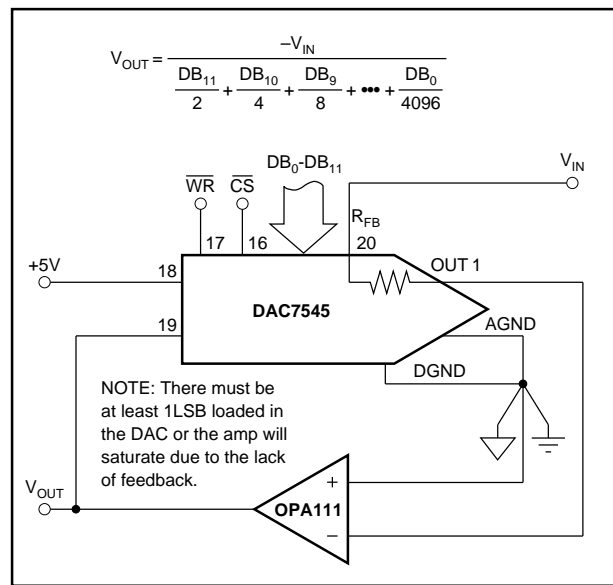 V_OUT = –V_IN / (DB_11/2 + DB_10/4 + DB_9/8 + ••• + DB_0/4096)
DB_0-DB_11
V_IN
WR̅ CS̅
R_FB
17 16 20
+5V
18
OUT 1
DAC7545
19
AGND
DGND
NOTE: There must be
at least 1LSB loaded in
the DAC or the amp will
saturate due to the lack
of feedback.
V_OUT
+
OPA111
–